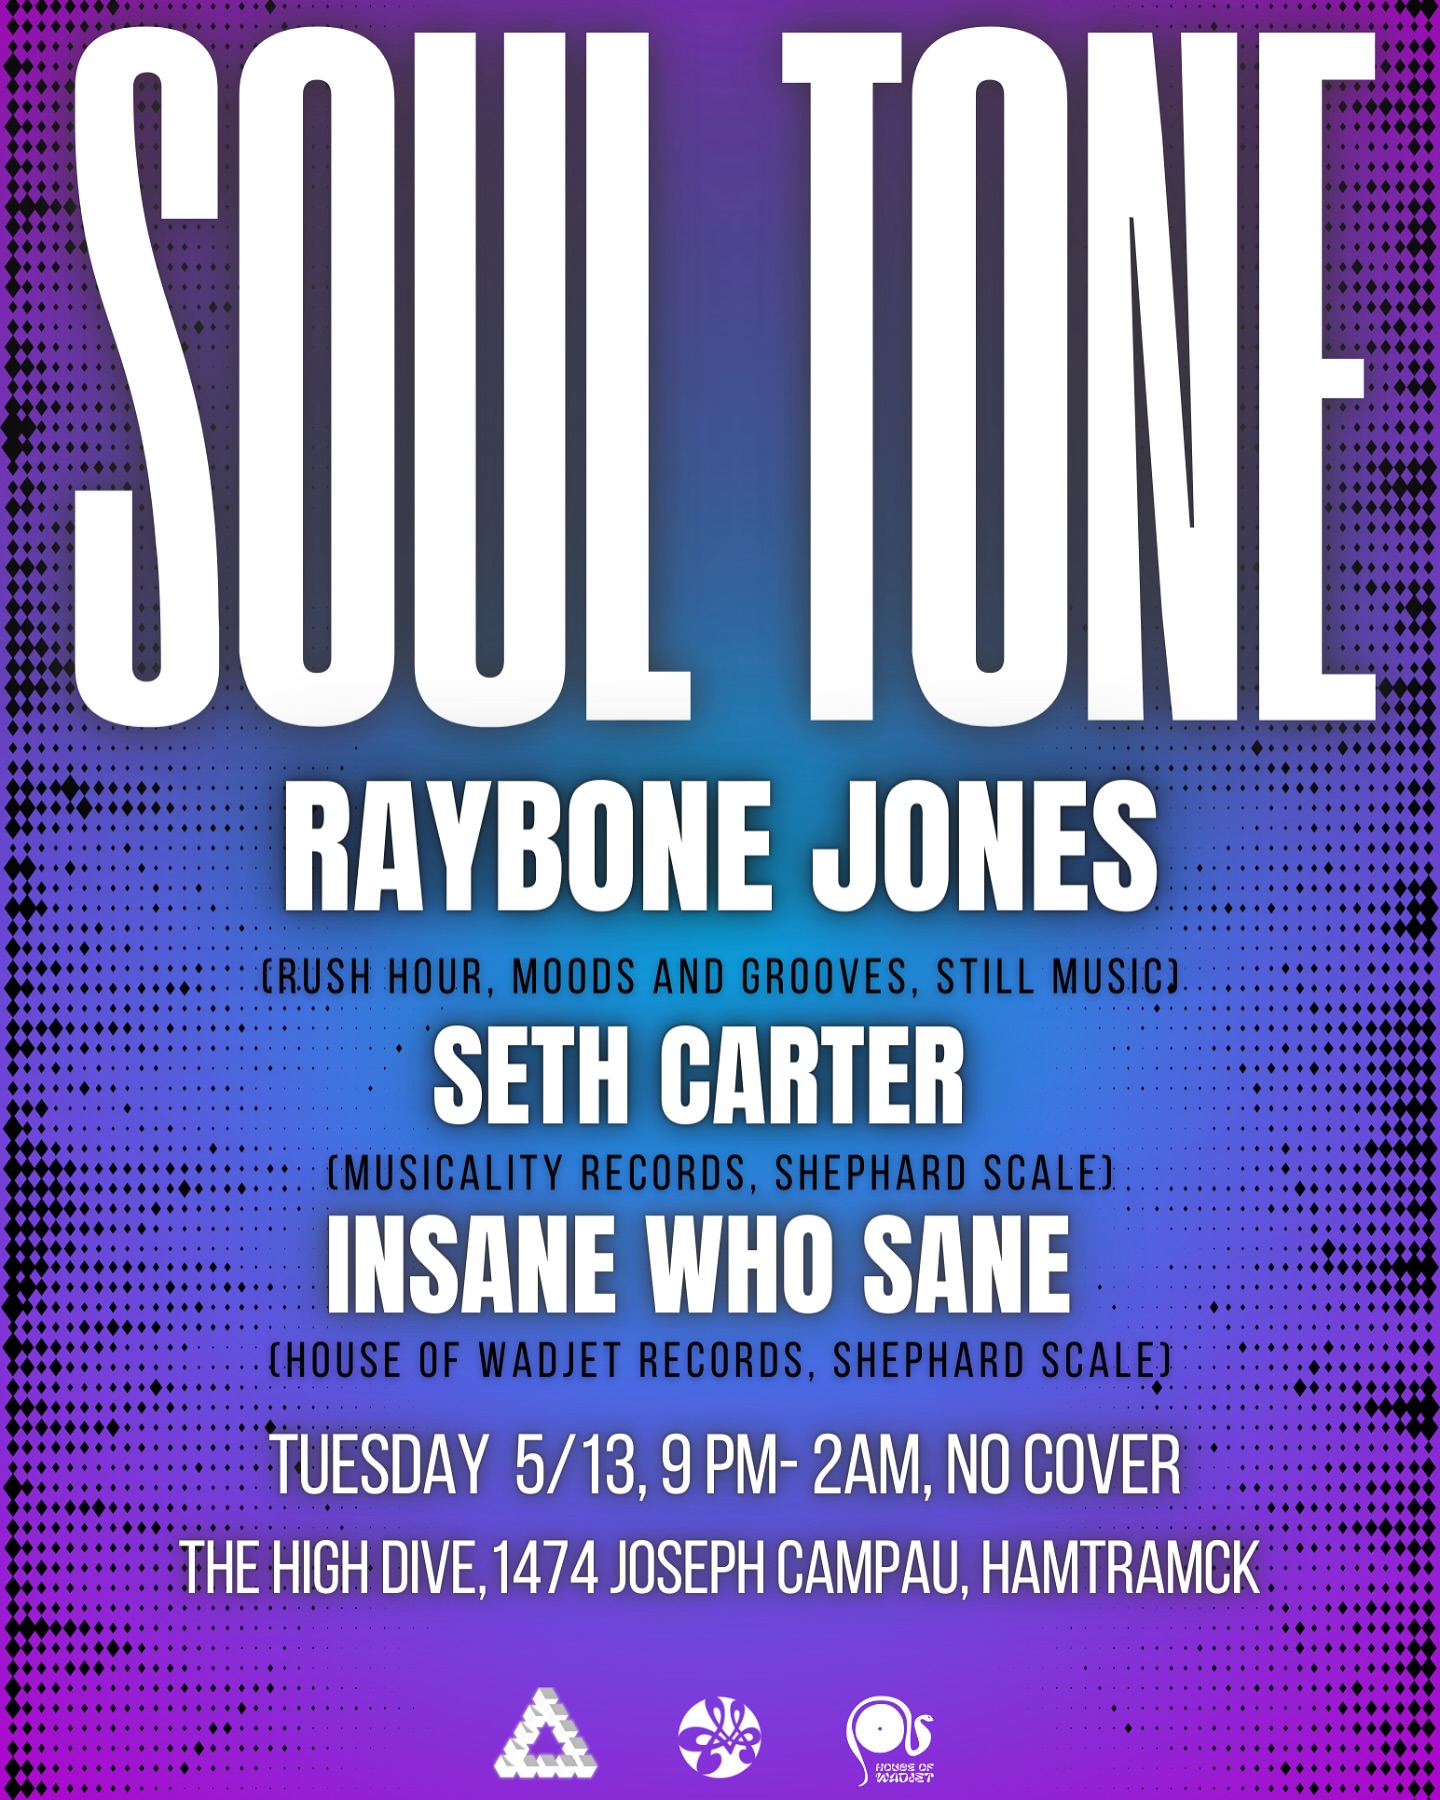 SOUL TONE
RAYBONE JONES
(RUSH HOUR, MOODS AND GROOVES, STILL MUSIC)
SETH CARTER
(MUSICALITY RECORDS, SHEPHARD SCALE)
INSANE WHO SANE
(HOUSE OF WADJET RECORDS, SHEPHARD SCALE)
TUESDAY 5/13, 9 PM- 2AM, NO COVER
THE HIGH DIVE, 1474 JOSEPH CAMPAU, HAMTRAMCK
HOUSE OF
WADJET